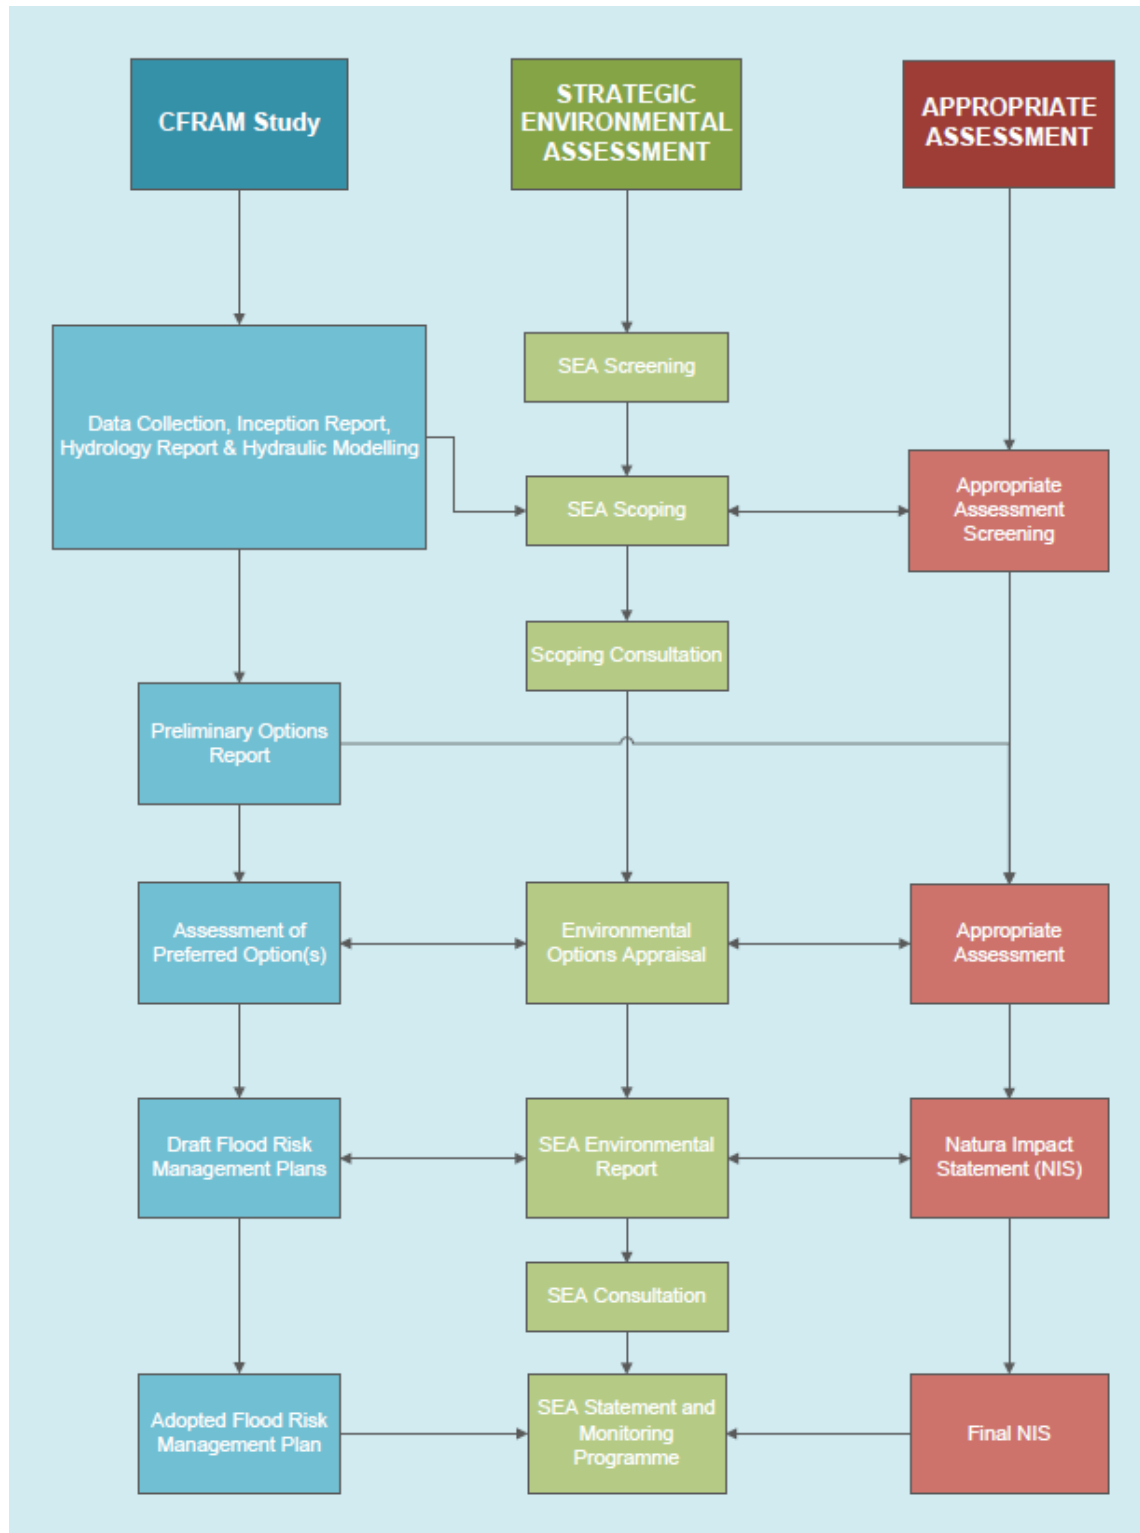 CFRAM Study
STRATEGIC
ENVIRONMENTAL
ASSESSMENT
APPROPRIATE
ASSESSMENT
Data Collection, Inception Report,
Hydrology Report & Hydraulic Modelling
SEA Screening
SEA Scoping
Appropriate
Assessment
Screening
Scoping Consultation
Preliminary Options
Report
Assessment of
Preferred Option(s)
Environmental
Options Appraisal
Appropriate
Assessment
Draft Flood Risk
Management Plans
SEA Environmental
Report
Natura Impact
Statement (NIS)
SEA Consultation
Adopted Flood Risk
Management Plan
SEA Statement and
Monitoring
Programme
Final NIS